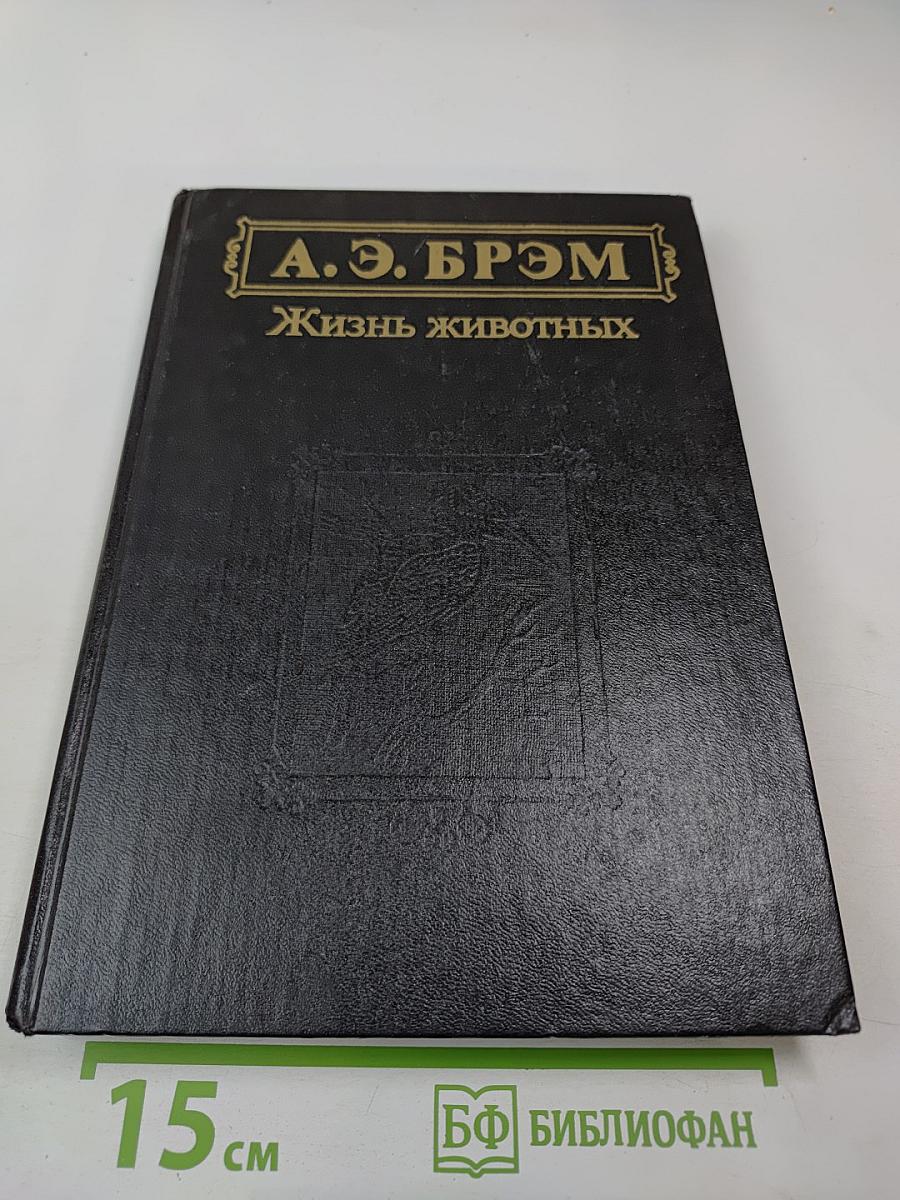 А. Э. БРЭМ
Жизнь животных
15 см
БФ БИБЛИОФАН